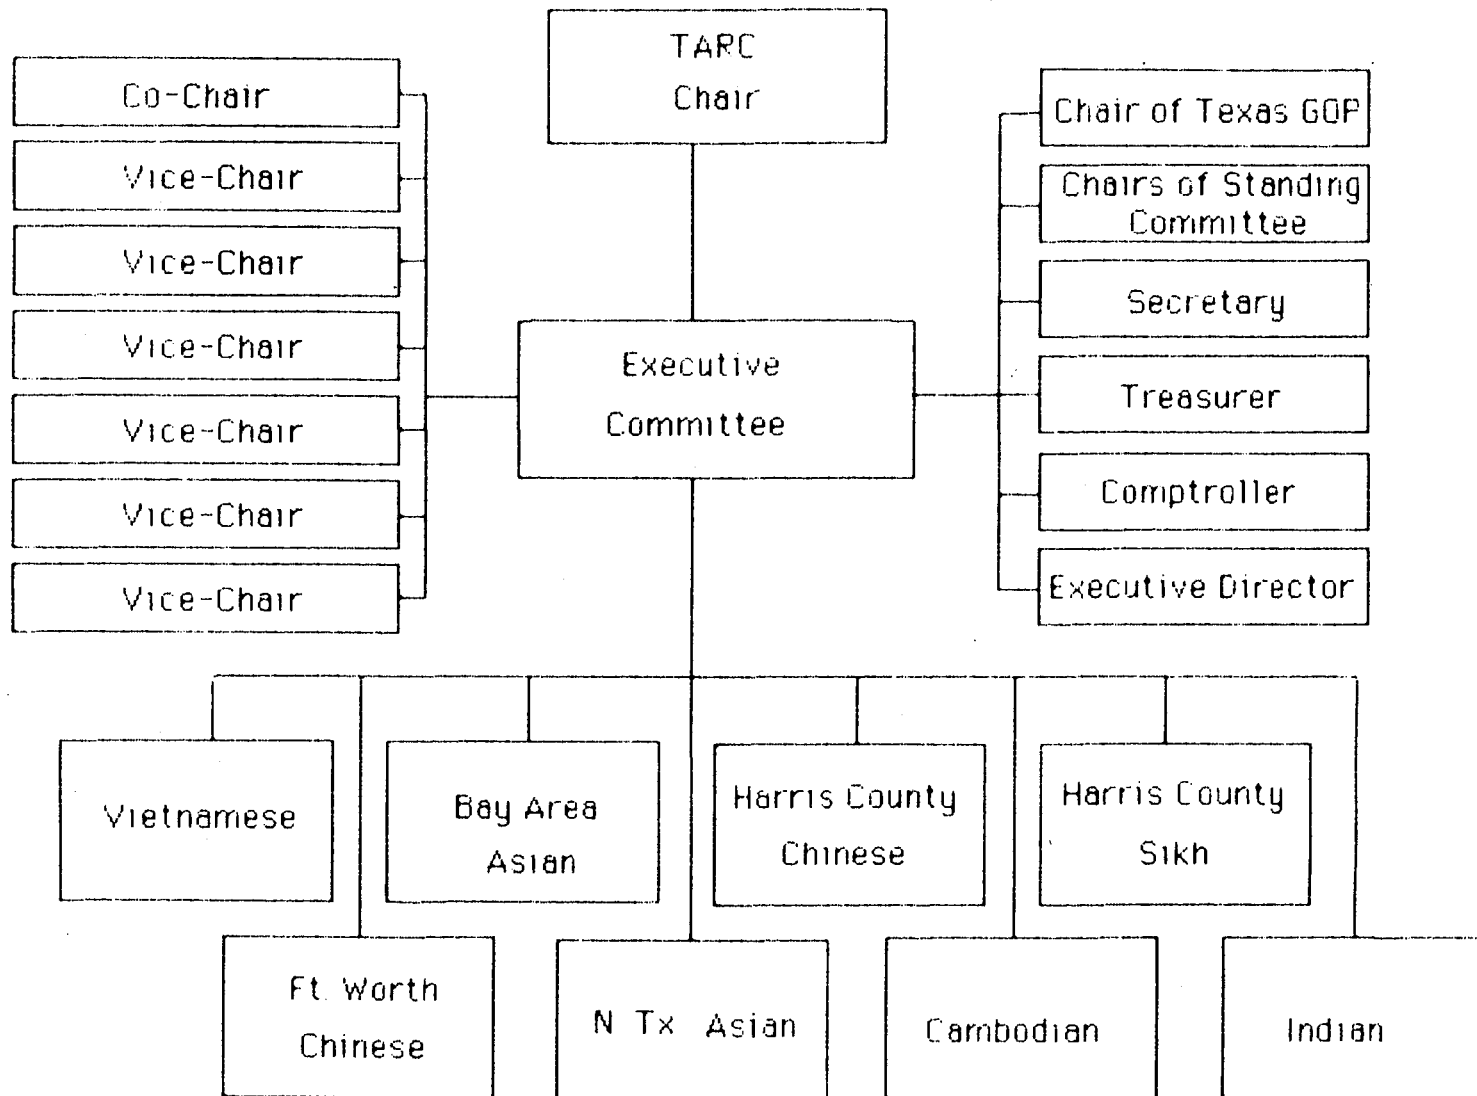 TARC
Chair
Co-Chair
Vice-Chair
Vice-Chair
Vice-Chair
Vice-Chair
Vice-Chair
Vice-Chair
Executive
Committee
Chair of Texas GOP
Chairs of Standing
Committee
Secretary
Treasurer
Comptroller
Executive Director
Vietnamese
Bay Area
Asian
Harris County
Chinese
Harris County
Sikh
Ft. Worth
Chinese
N Tx Asian
Cambodian
Indian